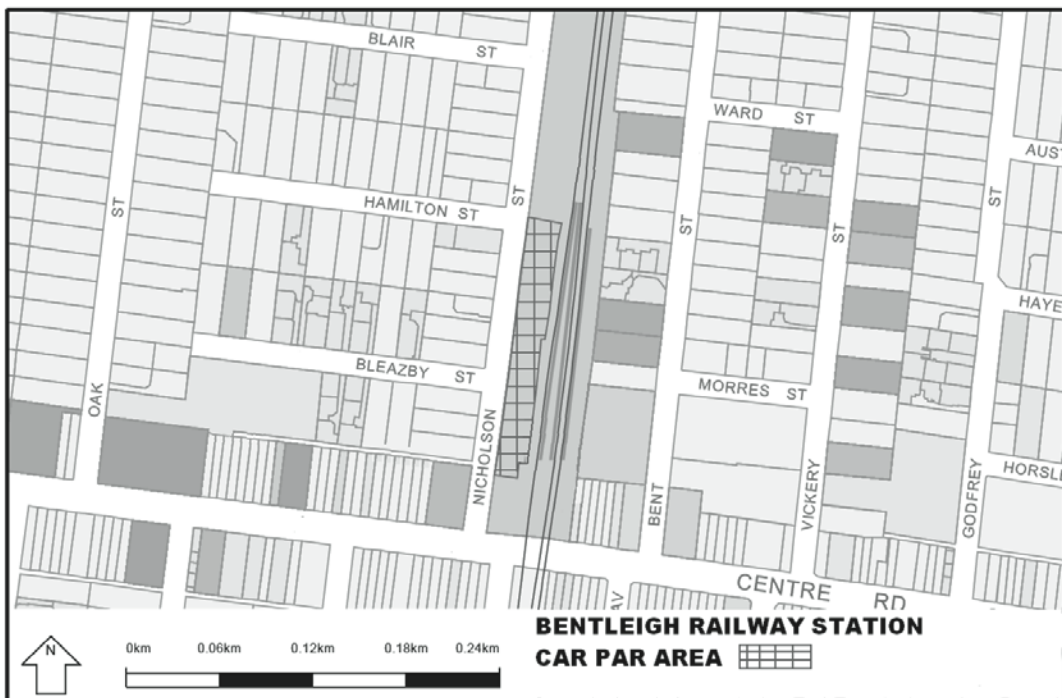 BLAIR ST
WARD ST
AUST
ST
HAMILTON ST
ST
ST
ST
ST
HAYE
BLEAZBY ST
MORRES ST
OAK
NICHOLSON
BENT
VICKERY
GODFREY
HORSLE
CENTRE RD
AV
N
0km 0.06km 0.12km 0.18km 0.24km
BENTLEIGH RAILWAY STATION
CAR PAR AREA